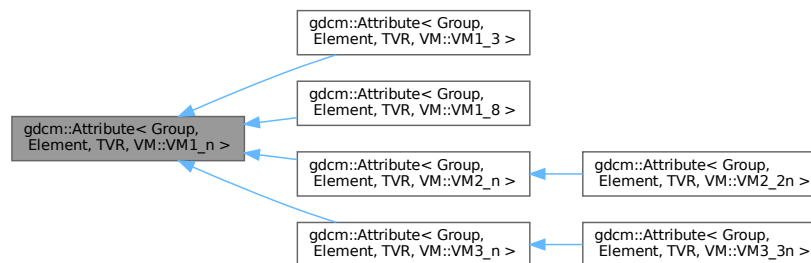 gdcm::Attribute< Group,
 Element, TVR, VM::VM1_3 >
gdcm::Attribute< Group,
 Element, TVR, VM::VM1_8 >
gdcm::Attribute< Group,
 Element, TVR, VM::VM1_n >
gdcm::Attribute< Group,
 Element, TVR, VM::VM2_n >
gdcm::Attribute< Group,
 Element, TVR, VM::VM2_2n >
gdcm::Attribute< Group,
 Element, TVR, VM::VM3_n >
gdcm::Attribute< Group,
 Element, TVR, VM::VM3_3n >